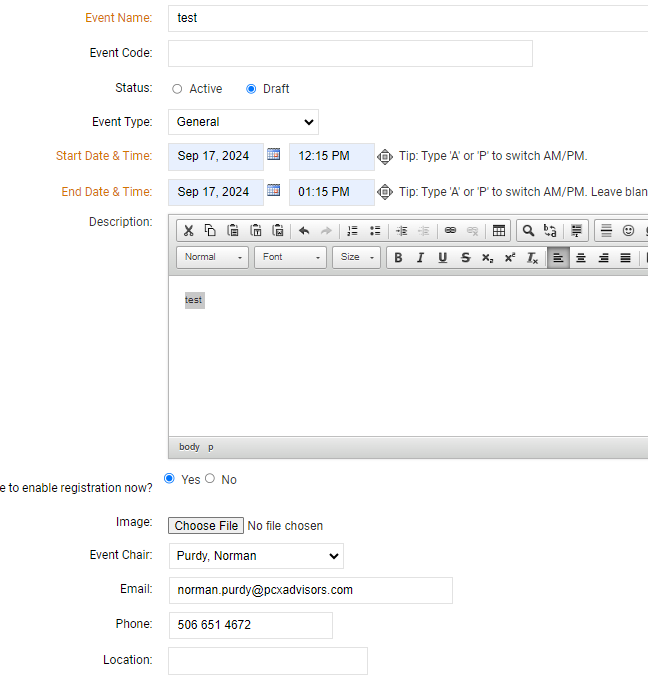 Event Name: test
Event Code:
Status: Active Draft
Event Type: General
Start Date & Time: Sep 17, 2024 12:15 PM Tip: Type 'A' or 'P' to switch AM/PM.
End Date & Time: Sep 17, 2024 01:15 PM Tip: Type 'A' or 'P' to switch AM/PM. Leave blan
Description:
Normal Font Size B I U S x₂ x² Tx
test
body p
e to enable registration now? Yes No
Image: Choose File No file chosen
Event Chair: Purdy, Norman
Email: norman.purdy@pcxadvisors.com
Phone: 506 651 4672
Location: